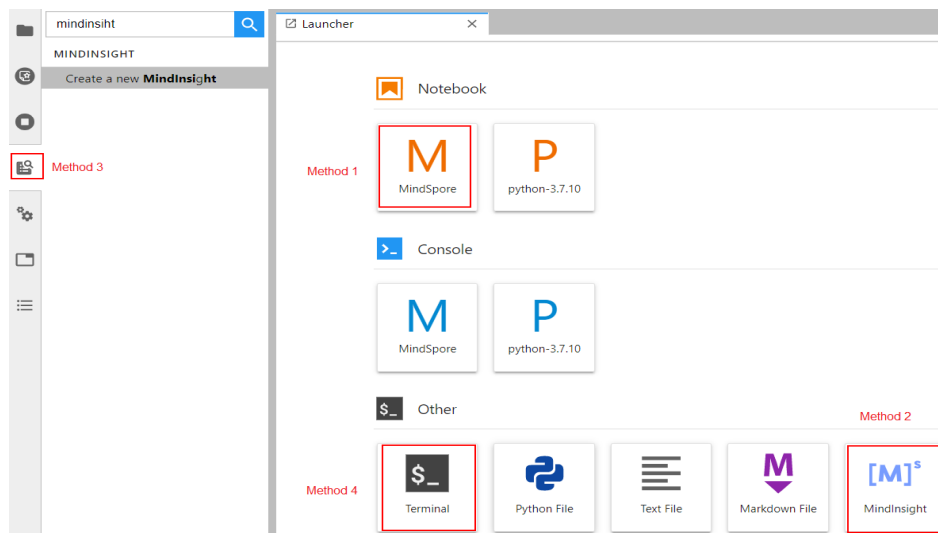 mindinsiht
Launcher
MINDINSIGHT
Create a new MindInsight
Method 3
Notebook
Method 1
M
MindSpore
P
python-3.7.10
>_
Console
M
MindSpore
P
python-3.7.10
$_
Other
Method 2
Method 4
$_
Terminal
Python File
Text File
M
Markdown File
[M]s
MindInsight